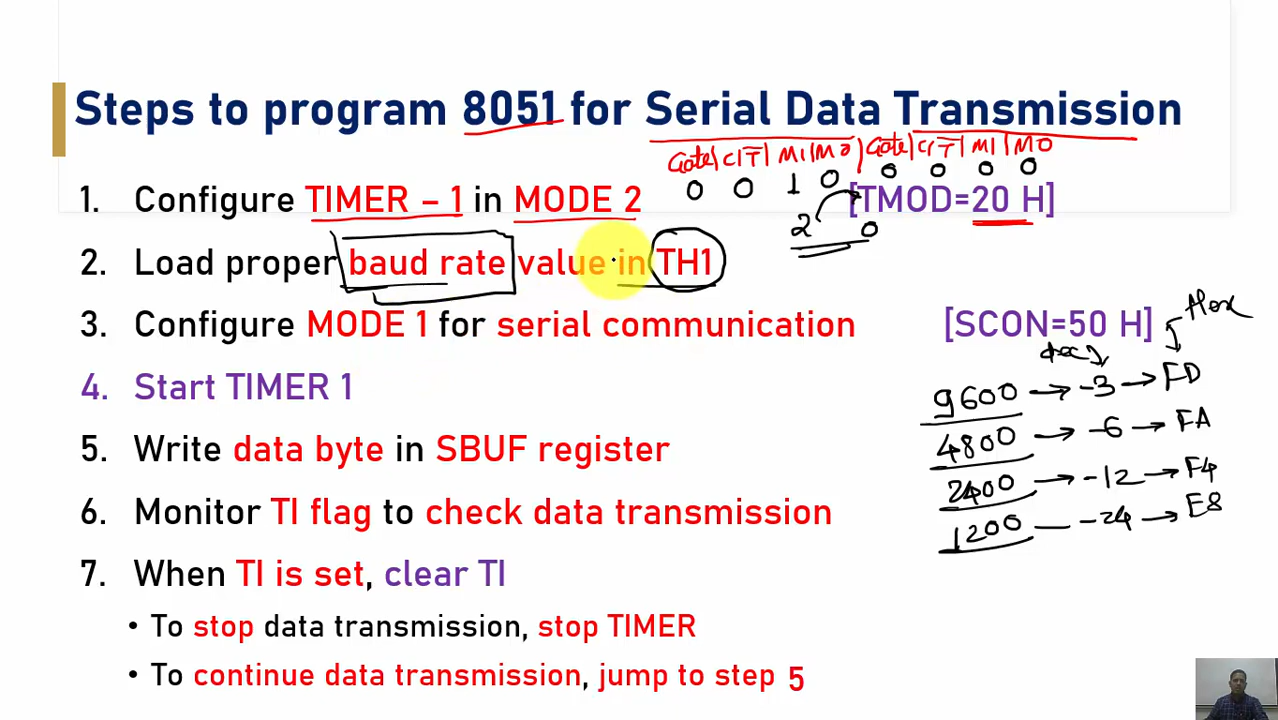 Steps to program 8051 for Serial Data Transmission
Gate| C/T| M1|M0| Gate| C/T| M1| M0
0 0 1 0 0 0 0 0
1. Configure TIMER – 1 in MODE 2 [TMOD=20 H]
2 0
2. Load proper baud rate value in TH1
3. Configure MODE 1 for serial communication [SCON=50 H]
Hex
dec
9600 → -3 → FD
4800 → -6 → FA
2400 → -12 → F4
1200 — -24 → E8
4. Start TIMER 1
5. Write data byte in SBUF register
6. Monitor TI flag to check data transmission
7. When TI is set, clear TI
• To stop data transmission, stop TIMER
• To continue data transmission, jump to step 5